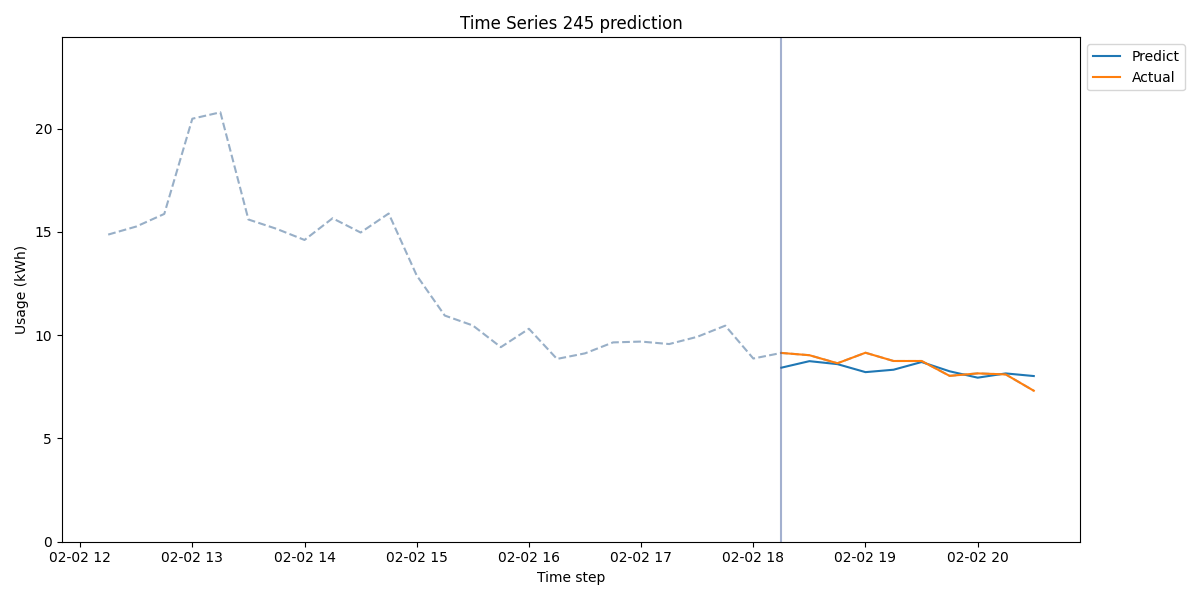 Time Series 245 prediction
Predict
Actual
Usage (kWh)
20
15
10
5
0
02-02 12
02-02 13
02-02 14
02-02 15
02-02 16
02-02 17
02-02 18
02-02 19
02-02 20
Time step